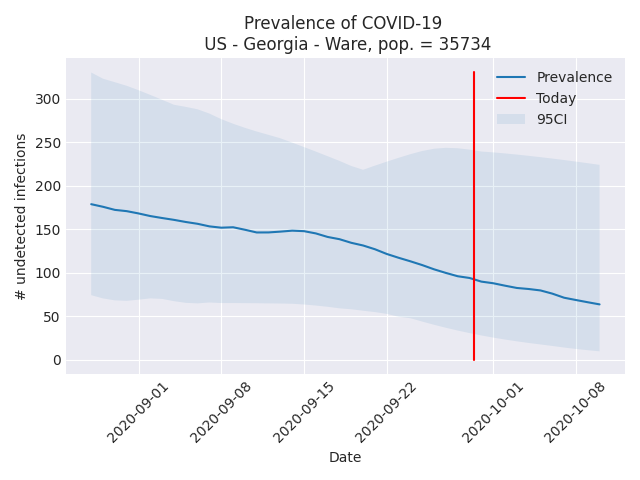 Prevalence of COVID-19
US - Georgia - Ware, pop. = 35734
Prevalence
Today
95CI
# undetected infections
300
250
200
150
100
50
0
2020-09-01
2020-09-08
2020-09-15
2020-09-22
2020-10-01
2020-10-08
Date